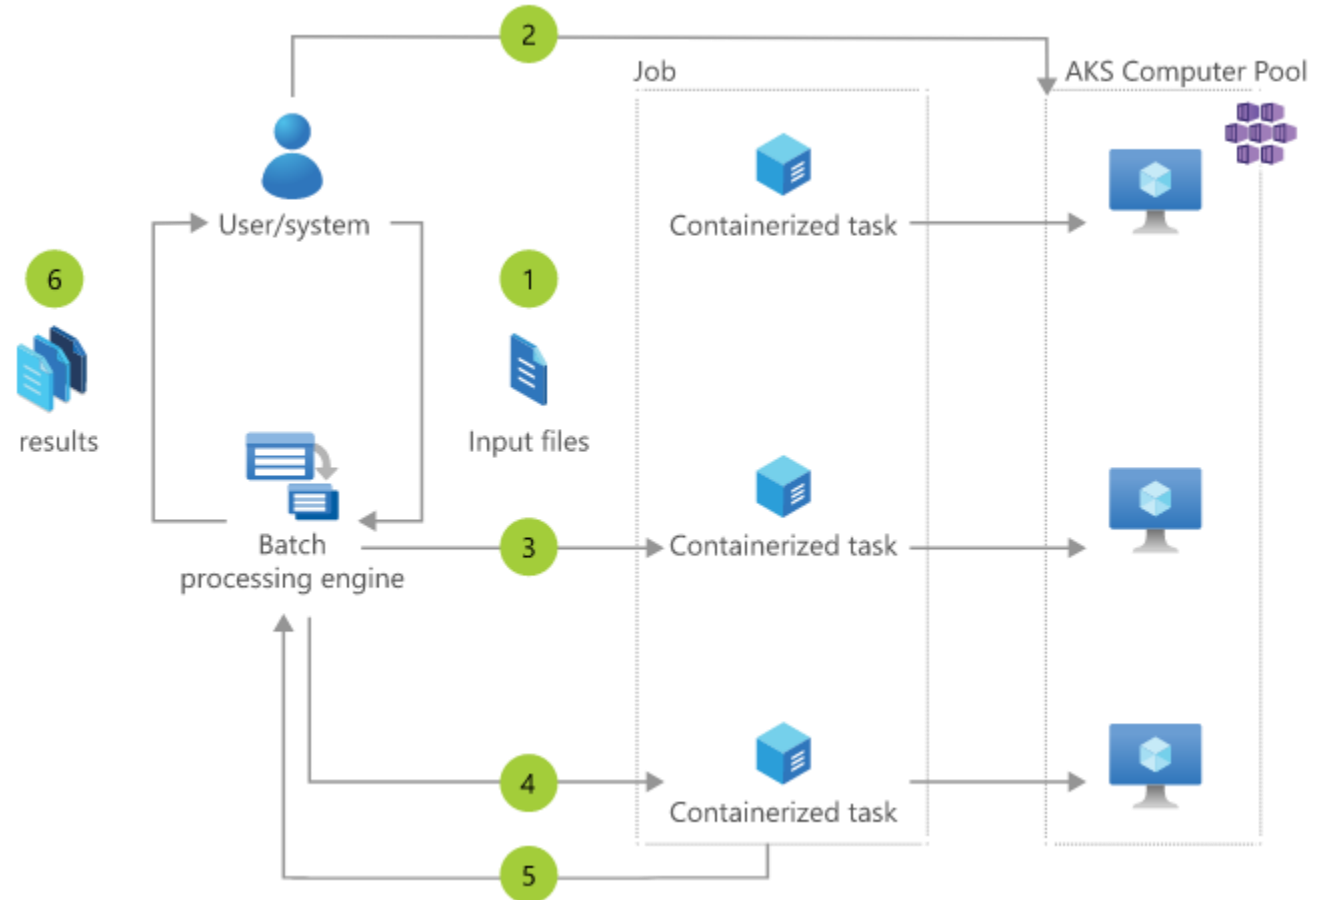 2
Job
AKS Computer Pool
User/system
Containerized task
6
1
results
Input files
Batch
processing engine
3
Containerized task
4
Containerized task
5